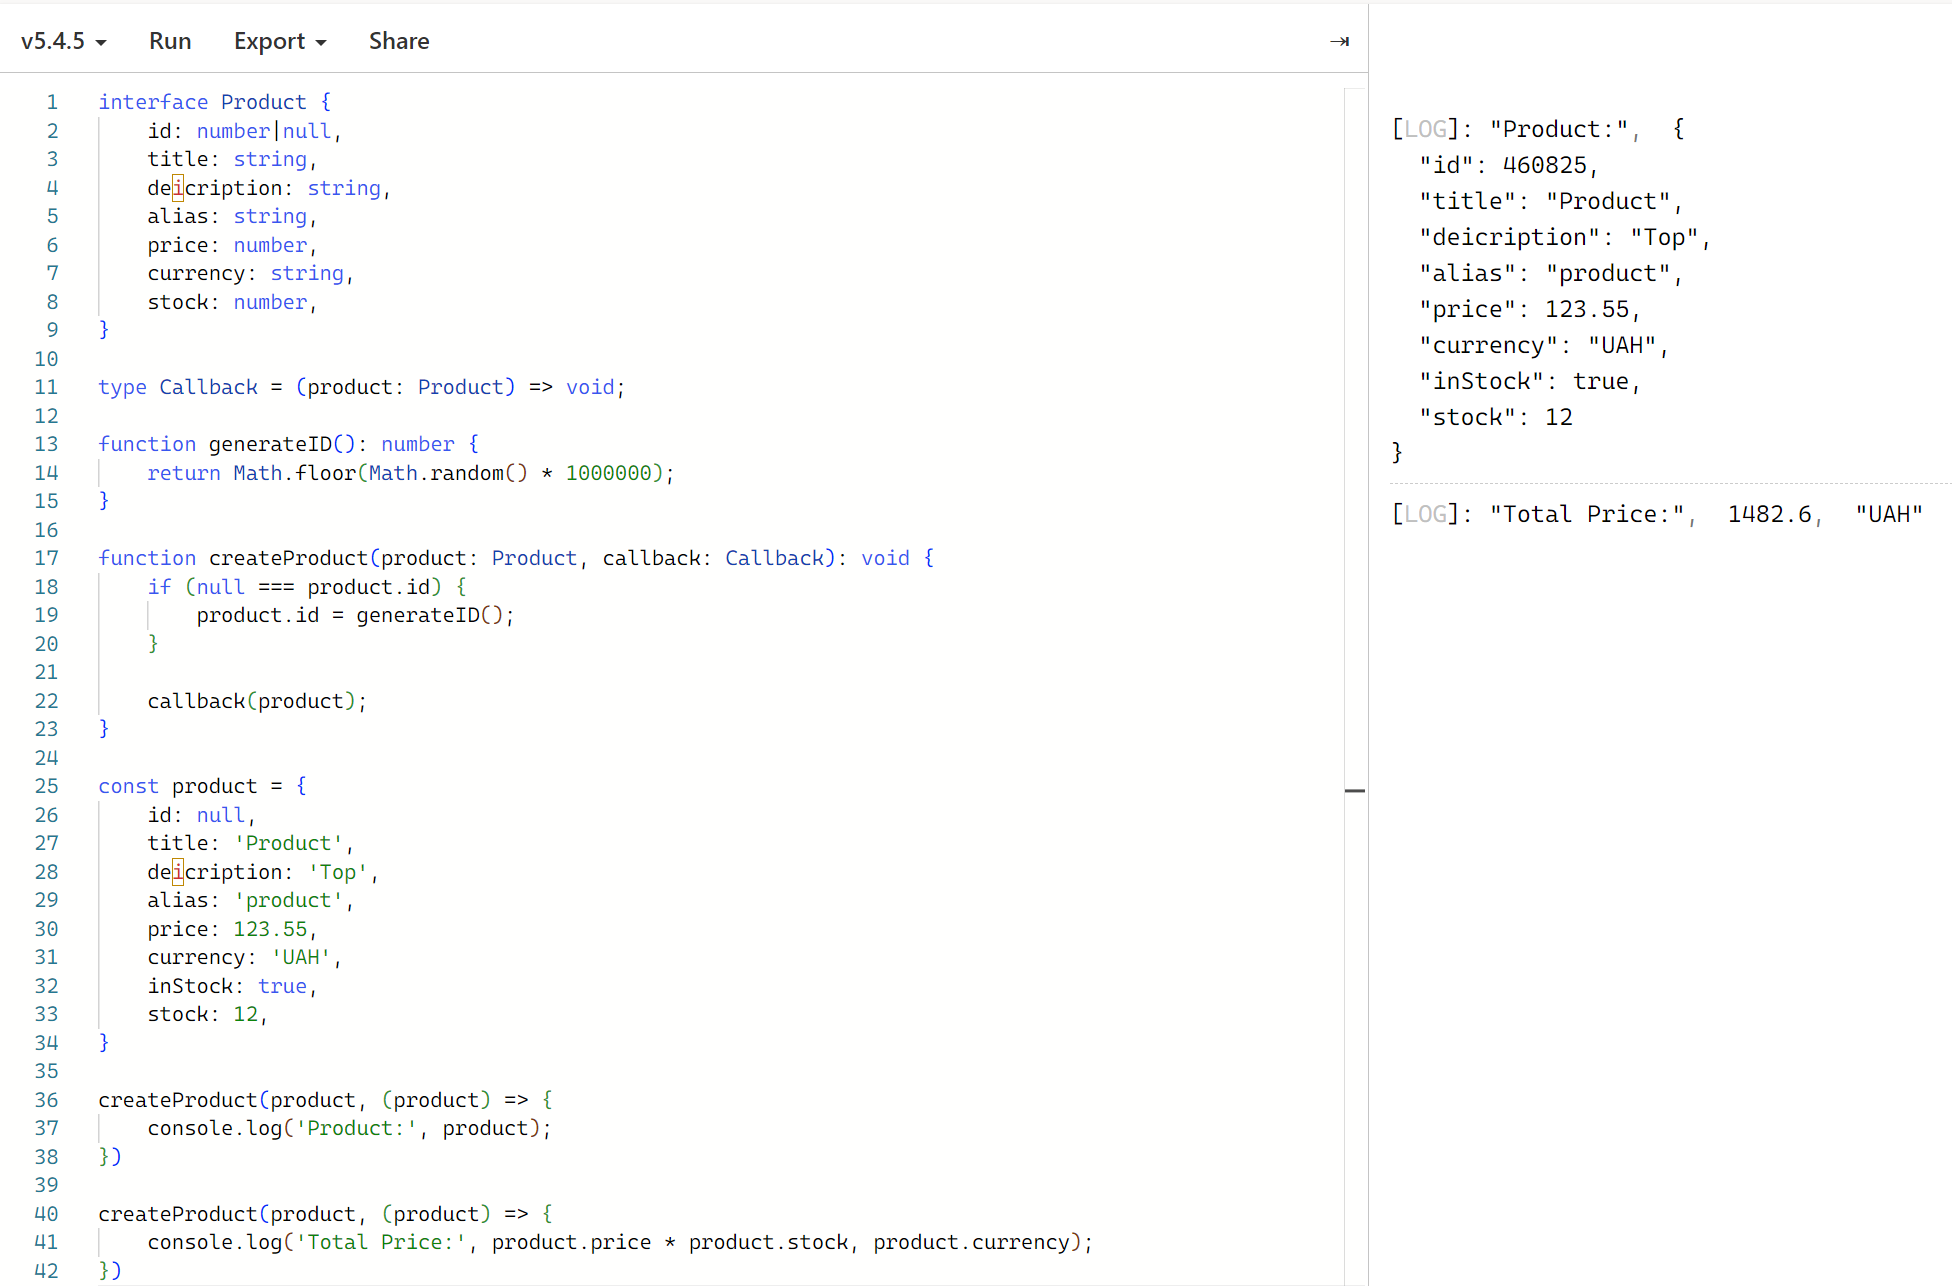 v5.4.5 Run Export Share
1 interface Product {
2     id: number|null,
3     title: string,
4     deіcription: string,
5     alias: string,
6     price: number,
7     currency: string,
8     stock: number,
9 }
10
11 type Callback = (product: Product) => void;
12
13 function generateID(): number {
14     return Math.floor(Math.random() * 1000000);
15 }
16
17 function createProduct(product: Product, callback: Callback): void {
18     if (null === product.id) {
19         product.id = generateID();
20     }
21
22     callback(product);
23 }
24
25 const product = {
26     id: null,
27     title: 'Product',
28     deіcription: 'Top',
29     alias: 'product',
30     price: 123.55,
31     currency: 'UAH',
32     inStock: true,
33     stock: 12,
34 }
35
36 createProduct(product, (product) => {
37     console.log('Product:', product);
38 })
39
40 createProduct(product, (product) => {
41     console.log('Total Price:', product.price * product.stock, product.currency);
42 })
[LOG]: "Product:",  {
  "id": 460825,
  "title": "Product",
  "deіcription": "Top",
  "alias": "product",
  "price": 123.55,
  "currency": "UAH",
  "inStock": true,
  "stock": 12
}
[LOG]: "Total Price:",  1482.6,  "UAH"